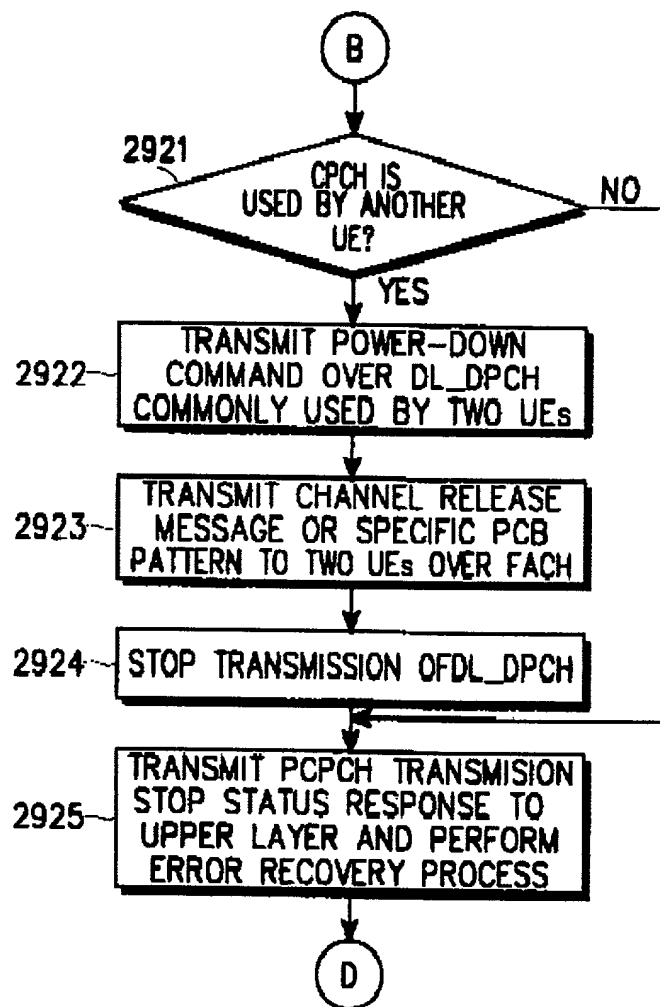 B
2921
CPCH IS
USED BY ANOTHER
UE?
NO
YES
2922
TRANSMIT POWER-DOWN
COMMAND OVER DL_DPCH
COMMONLY USED BY TWO UEs
2923
TRANSMIT CHANNEL RELEASE
MESSAGE OR SPECIFIC PCB
PATTERN TO TWO UEs OVER FACH
2924
STOP TRANSMISSION OFDL_DPCH
2925
TRANSMIT PCPCH TRANSMISION
STOP STATUS RESPONSE TO
UPPER LAYER AND PERFORM
ERROR RECOVERY PROCESS
D